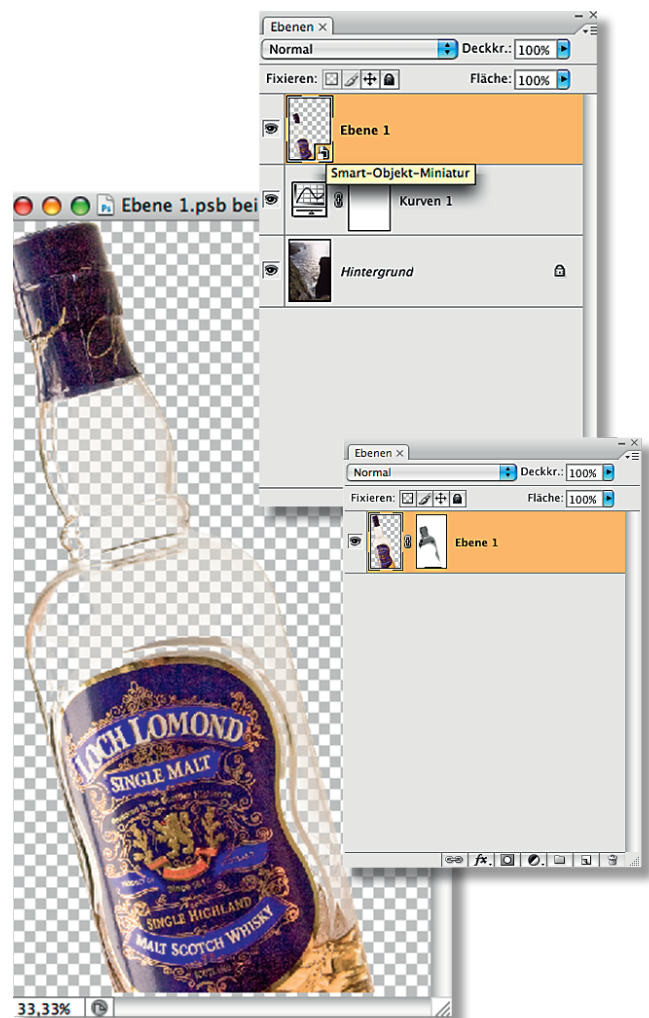 Ebenen ×
Normal Deckkr.: 100%
Fixieren: Fläche: 100%
Ebene 1
Smart-Objekt-Miniatur
Kurven 1
Hintergrund
Ebene 1.psb bei
Ebenen ×
Normal Deckkr.: 100%
Fixieren: Fläche: 100%
Ebene 1
fx.
LOCH LOMOND
SINGLE MALT
SINGLE HIGHLAND
MALT SCOTCH WHISKY
SCOTLAND
33,33%